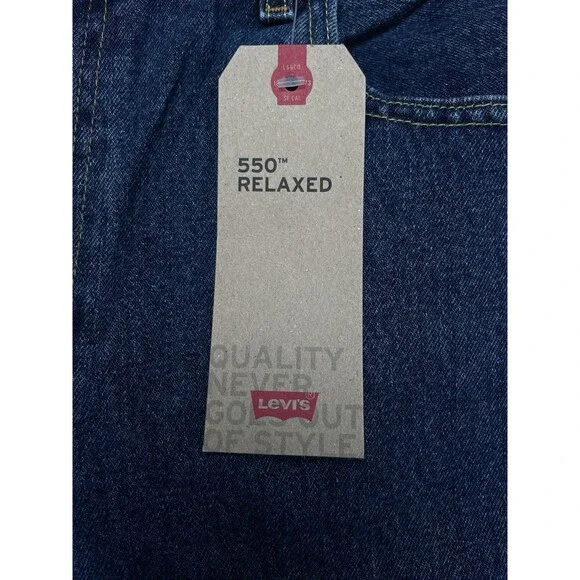 550™
RELAXED
QUALITY
NEVER
GOES OUT
LEVI'S®
OF STYLE